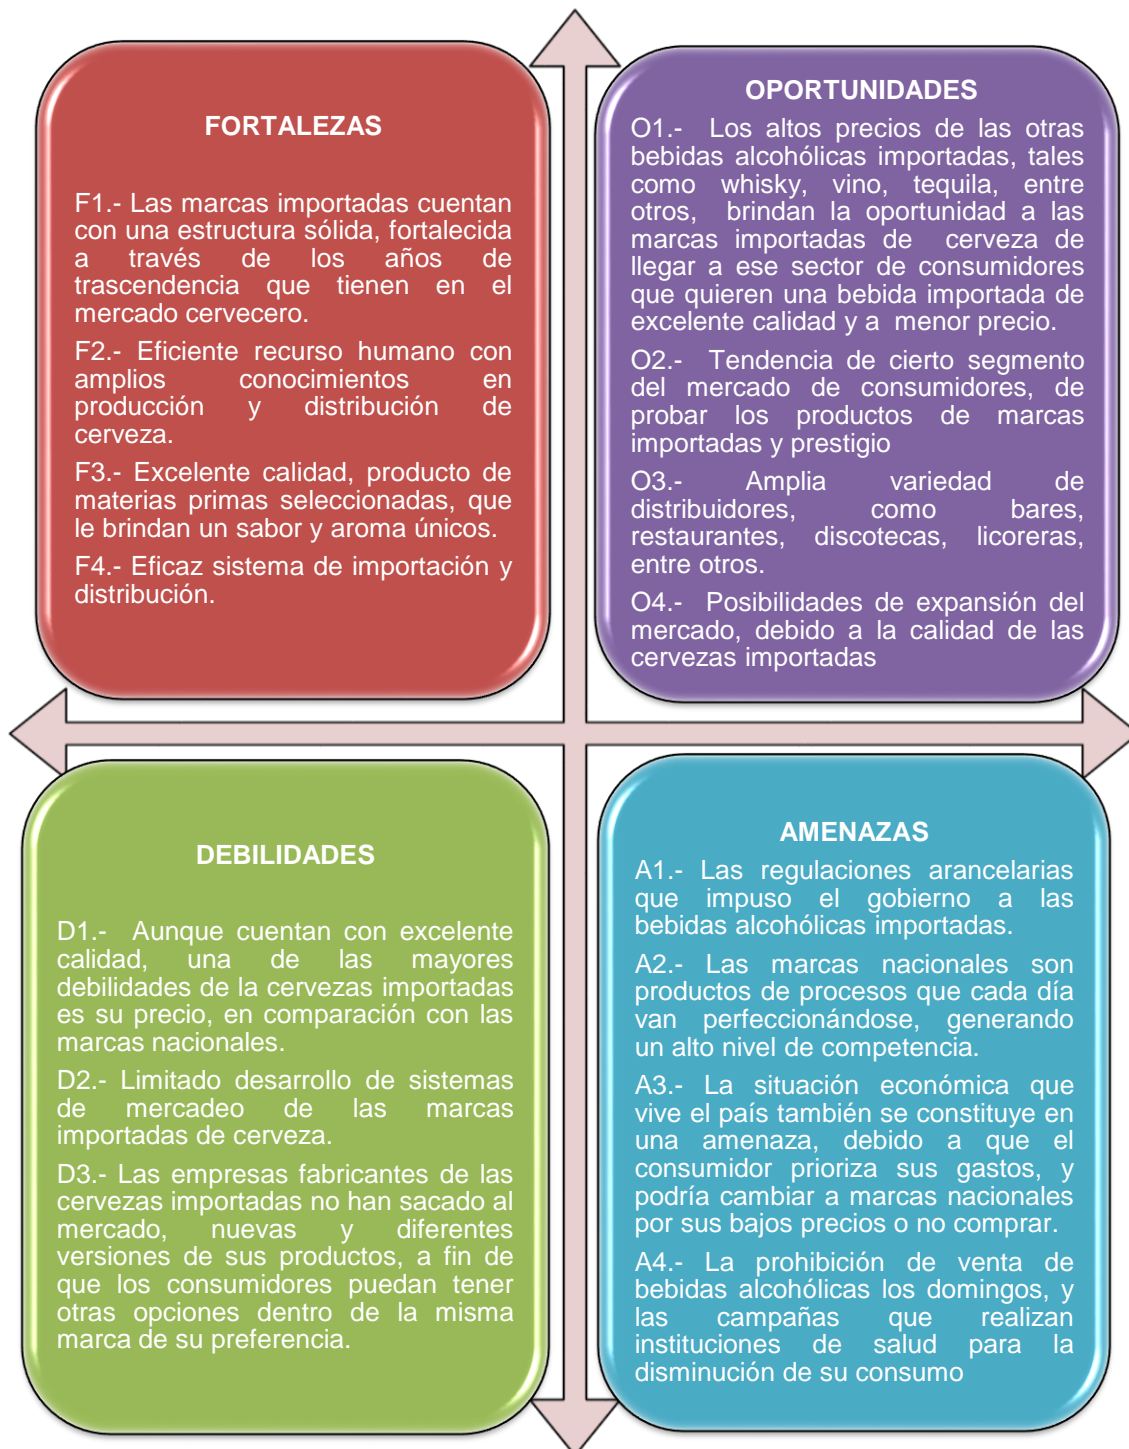 FORTALEZAS
F1.- Las marcas importadas cuentan
con una estructura sólida, fortalecida
a través de los años de
trascendencia que tienen en el
mercado cervecero.
F2.- Eficiente recurso humano con
amplios conocimientos en
producción y distribución de
cerveza.
F3.- Excelente calidad, producto de
materias primas seleccionadas, que
le brindan un sabor y aroma únicos.
F4.- Eficaz sistema de importación y
distribución.
OPORTUNIDADES
O1.- Los altos precios de las otras
bebidas alcohólicas importadas, tales
como whisky, vino, tequila, entre
otros, brindan la oportunidad a las
marcas importadas de cerveza de
llegar a ese sector de consumidores
que quieren una bebida importada de
excelente calidad y a menor precio.
O2.- Tendencia de cierto segmento
del mercado de consumidores, de
probar los productos de marcas
importadas y prestigio
O3.- Amplia variedad de
distribuidores, como bares,
restaurantes, discotecas, licoreras,
entre otros.
O4.- Posibilidades de expansión del
mercado, debido a la calidad de las
cervezas importadas
DEBILIDADES
D1.- Aunque cuentan con excelente
calidad, una de las mayores
debilidades de la cervezas importadas
es su precio, en comparación con las
marcas nacionales.
D2.- Limitado desarrollo de sistemas
de mercadeo de las marcas
importadas de cerveza.
D3.- Las empresas fabricantes de las
cervezas importadas no han sacado al
mercado, nuevas y diferentes
versiones de sus productos, a fin de
que los consumidores puedan tener
otras opciones dentro de la misma
marca de su preferencia.
AMENAZAS
A1.- Las regulaciones arancelarias
que impuso el gobierno a las
bebidas alcohólicas importadas.
A2.- Las marcas nacionales son
productos de procesos que cada día
van perfeccionándose, generando
un alto nivel de competencia.
A3.- La situación económica que
vive el país también se constituye en
una amenaza, debido a que el
consumidor prioriza sus gastos, y
podría cambiar a marcas nacionales
por sus bajos precios o no comprar.
A4.- La prohibición de venta de
bebidas alcohólicas los domingos, y
las campañas que realizan
instituciones de salud para la
disminución de su consumo